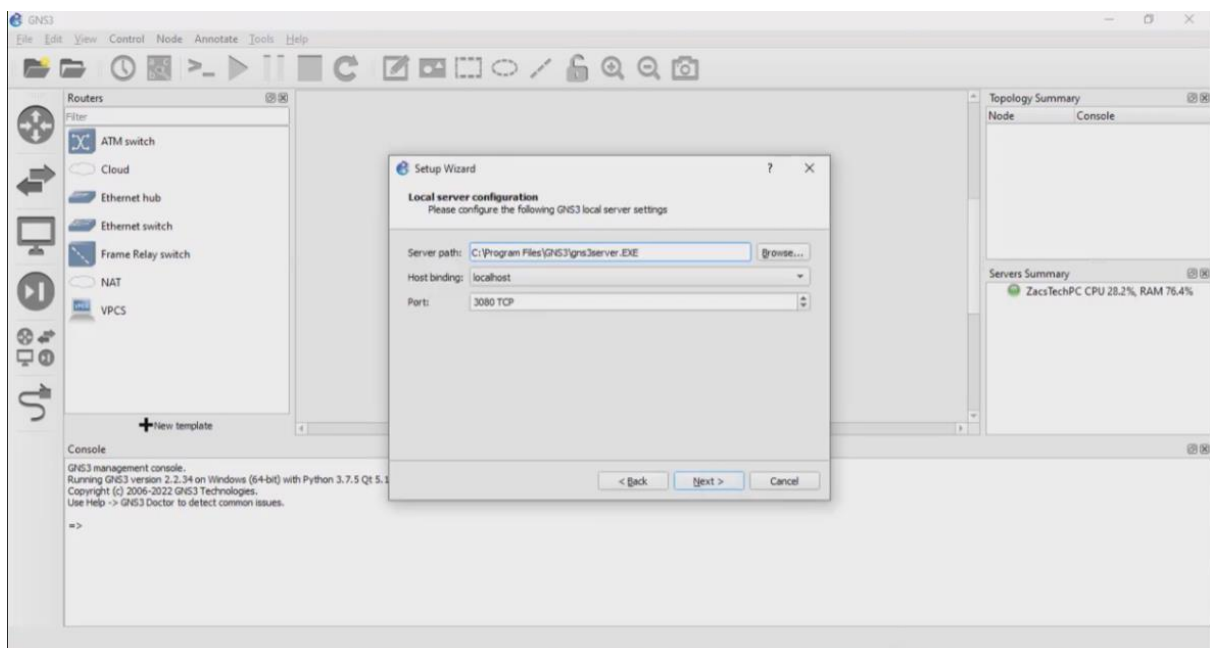 GNS3
File Edit View Control Node Annotate Tools Help
Routers
Filter
ATM switch
Cloud
Ethernet hub
Ethernet switch
Frame Relay switch
NAT
VPCS
New template
Setup Wizard
Local server configuration
Please configure the following GNS3 local server settings
Server path: C:\Program Files\GNS3\gns3server.EXE Browse...
Host binding: localhost
Port: 3080 TCP
< Back Next > Cancel
Topology Summary
Node Console
Servers Summary
ZacsTechPC CPU 28.2%, RAM 76.4%
Console
GNS3 management console.
Running GNS3 version 2.2.34 on Windows (64-bit) with Python 3.7.5 Qt 5.1
Copyright (c) 2006-2022 GNS3 Technologies.
Use Help -> GNS3 Doctor to detect common issues.
=>